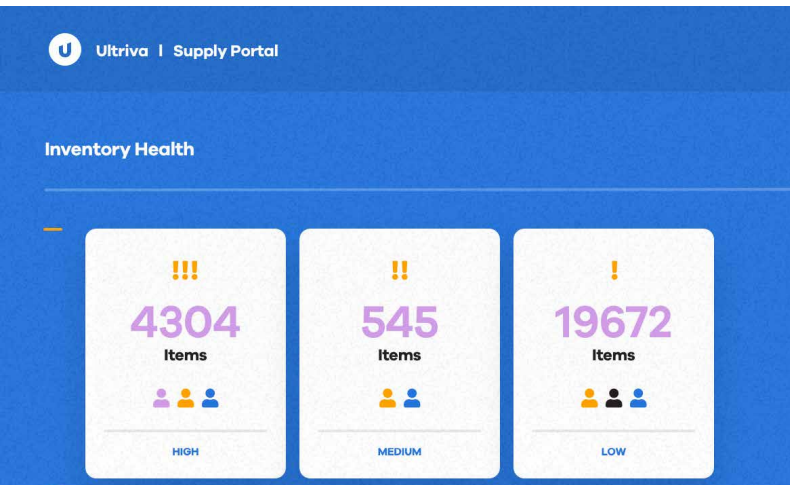 Ultriva | Supply Portal
Inventory Health
!!!
4304
Items
HIGH
!!
545
Items
MEDIUM
!
19672
Items
LOW